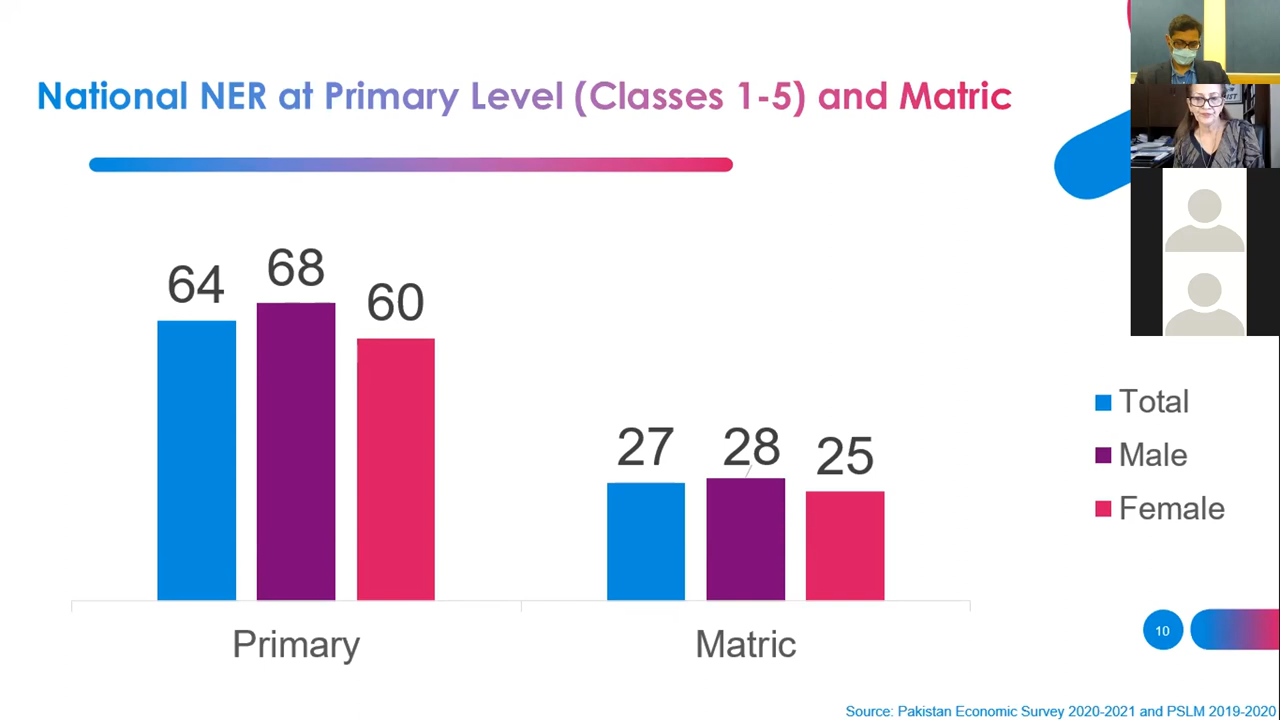 National NER at Primary Level (Classes 1-5) and Matric
64
68
60
27
28
25
Primary
Matric
Total
Male
Female
10
Source: Pakistan Economic Survey 2020-2021 and PSLM 2019-2020